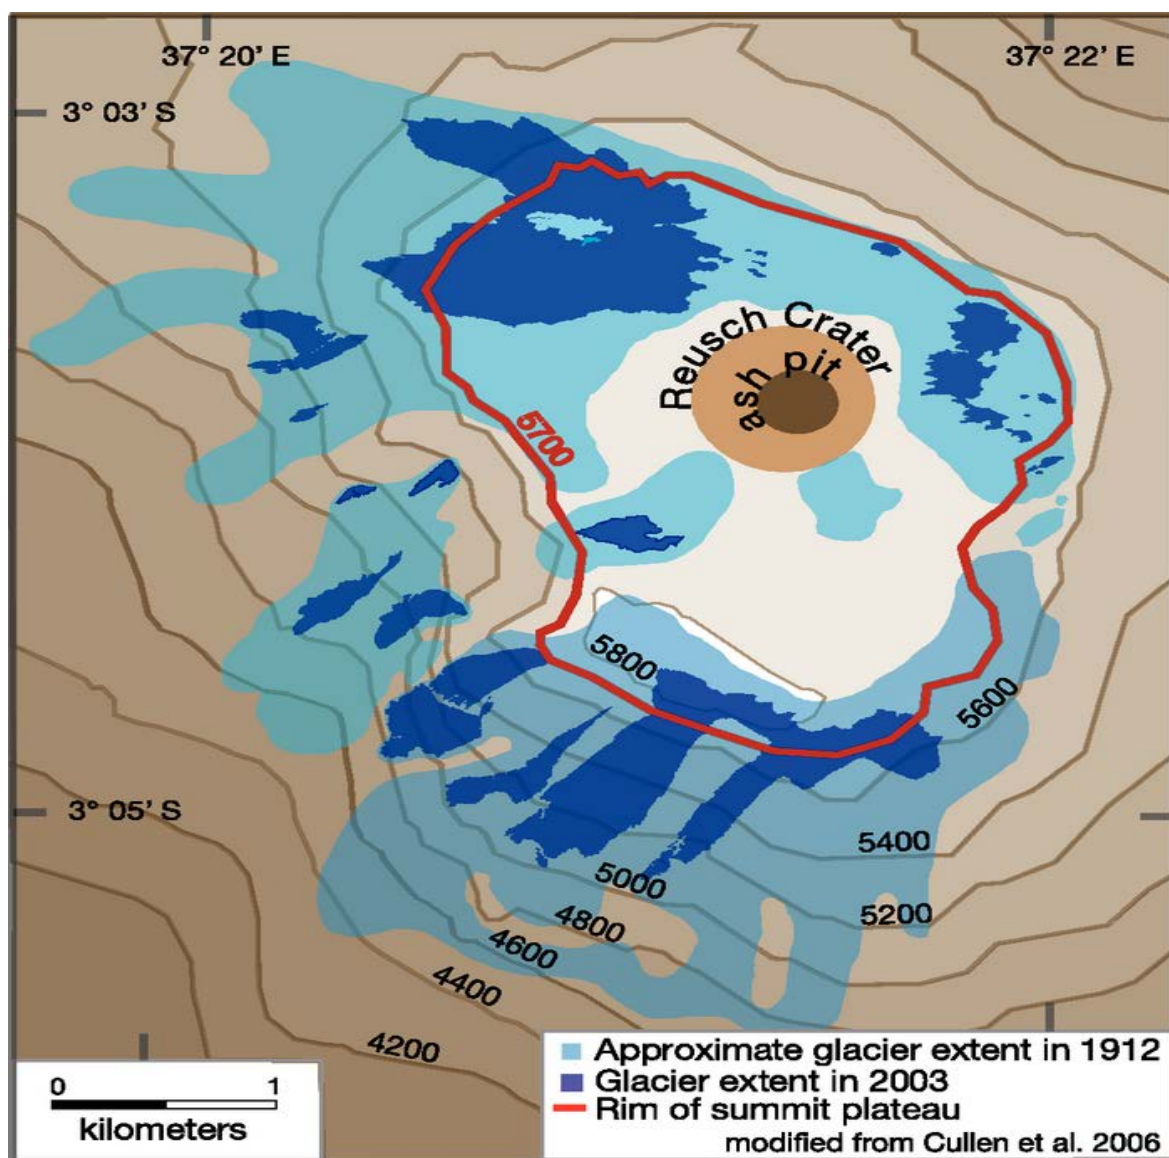 37° 20’ E
37° 22’ E
3° 03’ S
Reusch Crater
ash pit
5700
5800
5600
3° 05’ S
5400
5000
5200
4800
4600
4400
4200
0 1
kilometers
Approximate glacier extent in 1912
Glacier extent in 2003
Rim of summit plateau
modified from Cullen et al. 2006